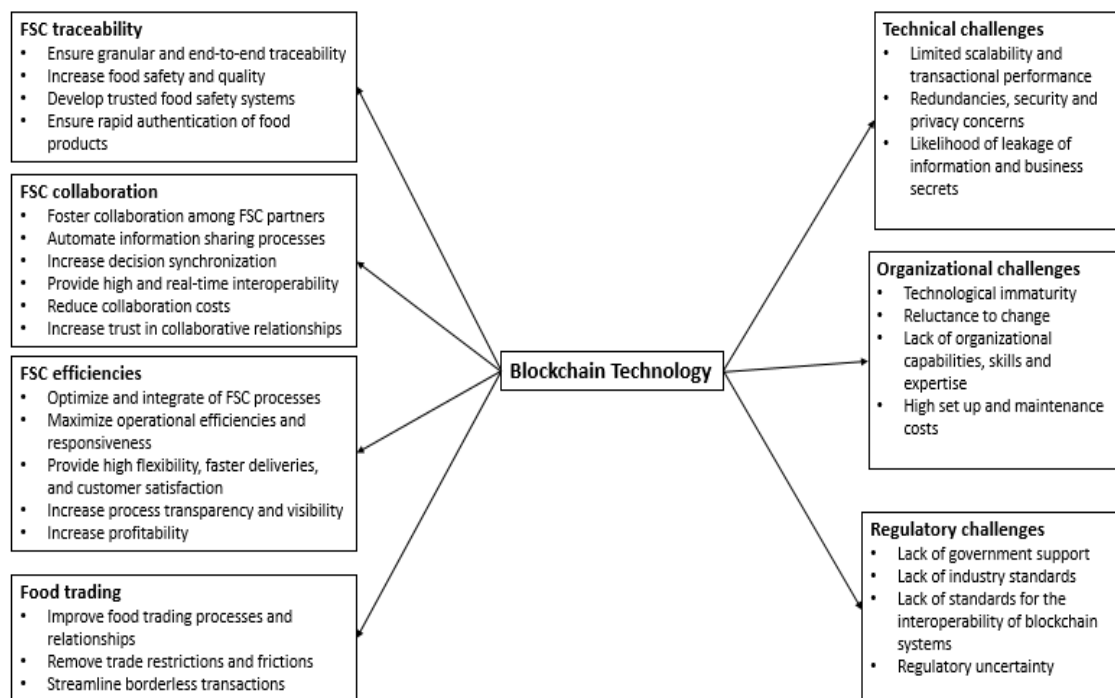 FSC traceability
• Ensure granular and end-to-end traceability
• Increase food safety and quality
• Develop trusted food safety systems
• Ensure rapid authentication of food
products
FSC collaboration
• Foster collaboration among FSC partners
• Automate information sharing processes
• Increase decision synchronization
• Provide high and real-time interoperability
• Reduce collaboration costs
• Increase trust in collaborative relationships
FSC efficiencies
• Optimize and integrate of FSC processes
• Maximize operational efficiencies and
responsiveness
• Provide high flexibility, faster deliveries,
and customer satisfaction
• Increase process transparency and visibility
• Increase profitability
Food trading
• Improve food trading processes and
relationships
• Remove trade restrictions and frictions
• Streamline borderless transactions
Blockchain Technology
Technical challenges
• Limited scalability and
transactional performance
• Redundancies, security and
privacy concerns
• Likelihood of leakage of
information and business
secrets
Organizational challenges
• Technological immaturity
• Reluctance to change
• Lack of organizational
capabilities, skills and
expertise
• High set up and maintenance
costs
Regulatory challenges
• Lack of government support
• Lack of industry standards
• Lack of standards for the
interoperability of blockchain
systems
• Regulatory uncertainty